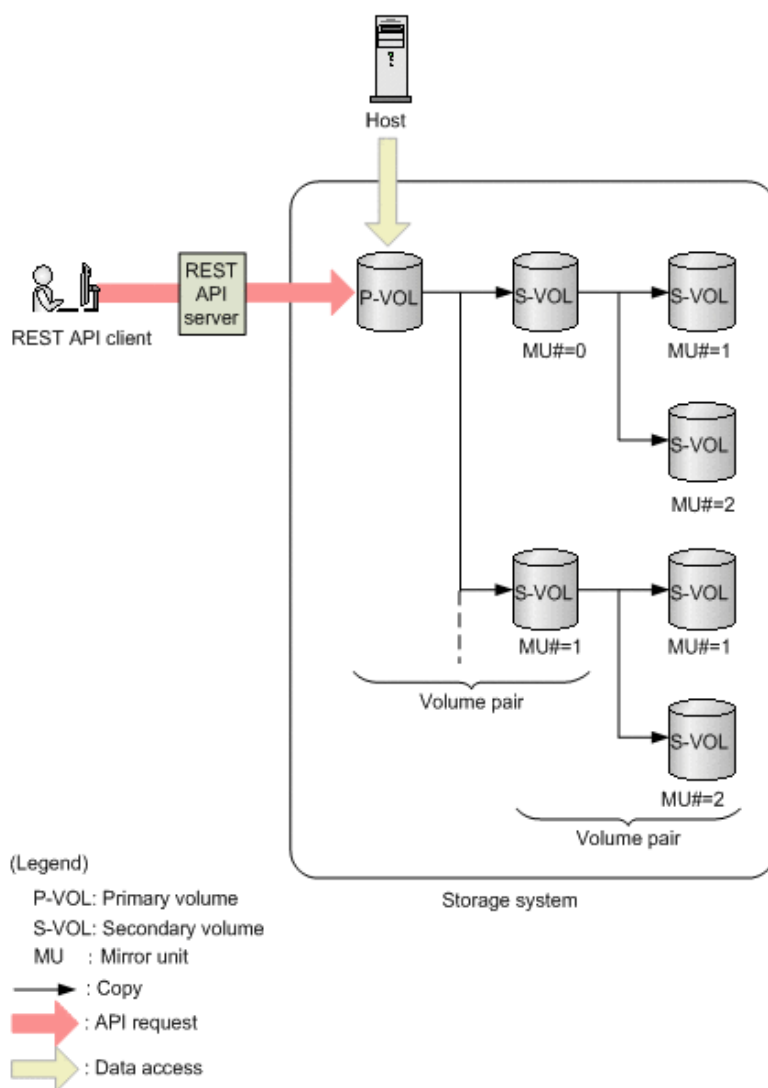 Host
REST
API
server
REST API client
P-VOL
S-VOL
MU#=0
S-VOL
MU#=1
S-VOL
MU#=2
S-VOL
MU#=1
S-VOL
MU#=1
S-VOL
MU#=2
Volume pair
Volume pair
Storage system
(Legend)
P-VOL: Primary volume
S-VOL: Secondary volume
MU : Mirror unit
: Copy
: API request
: Data access